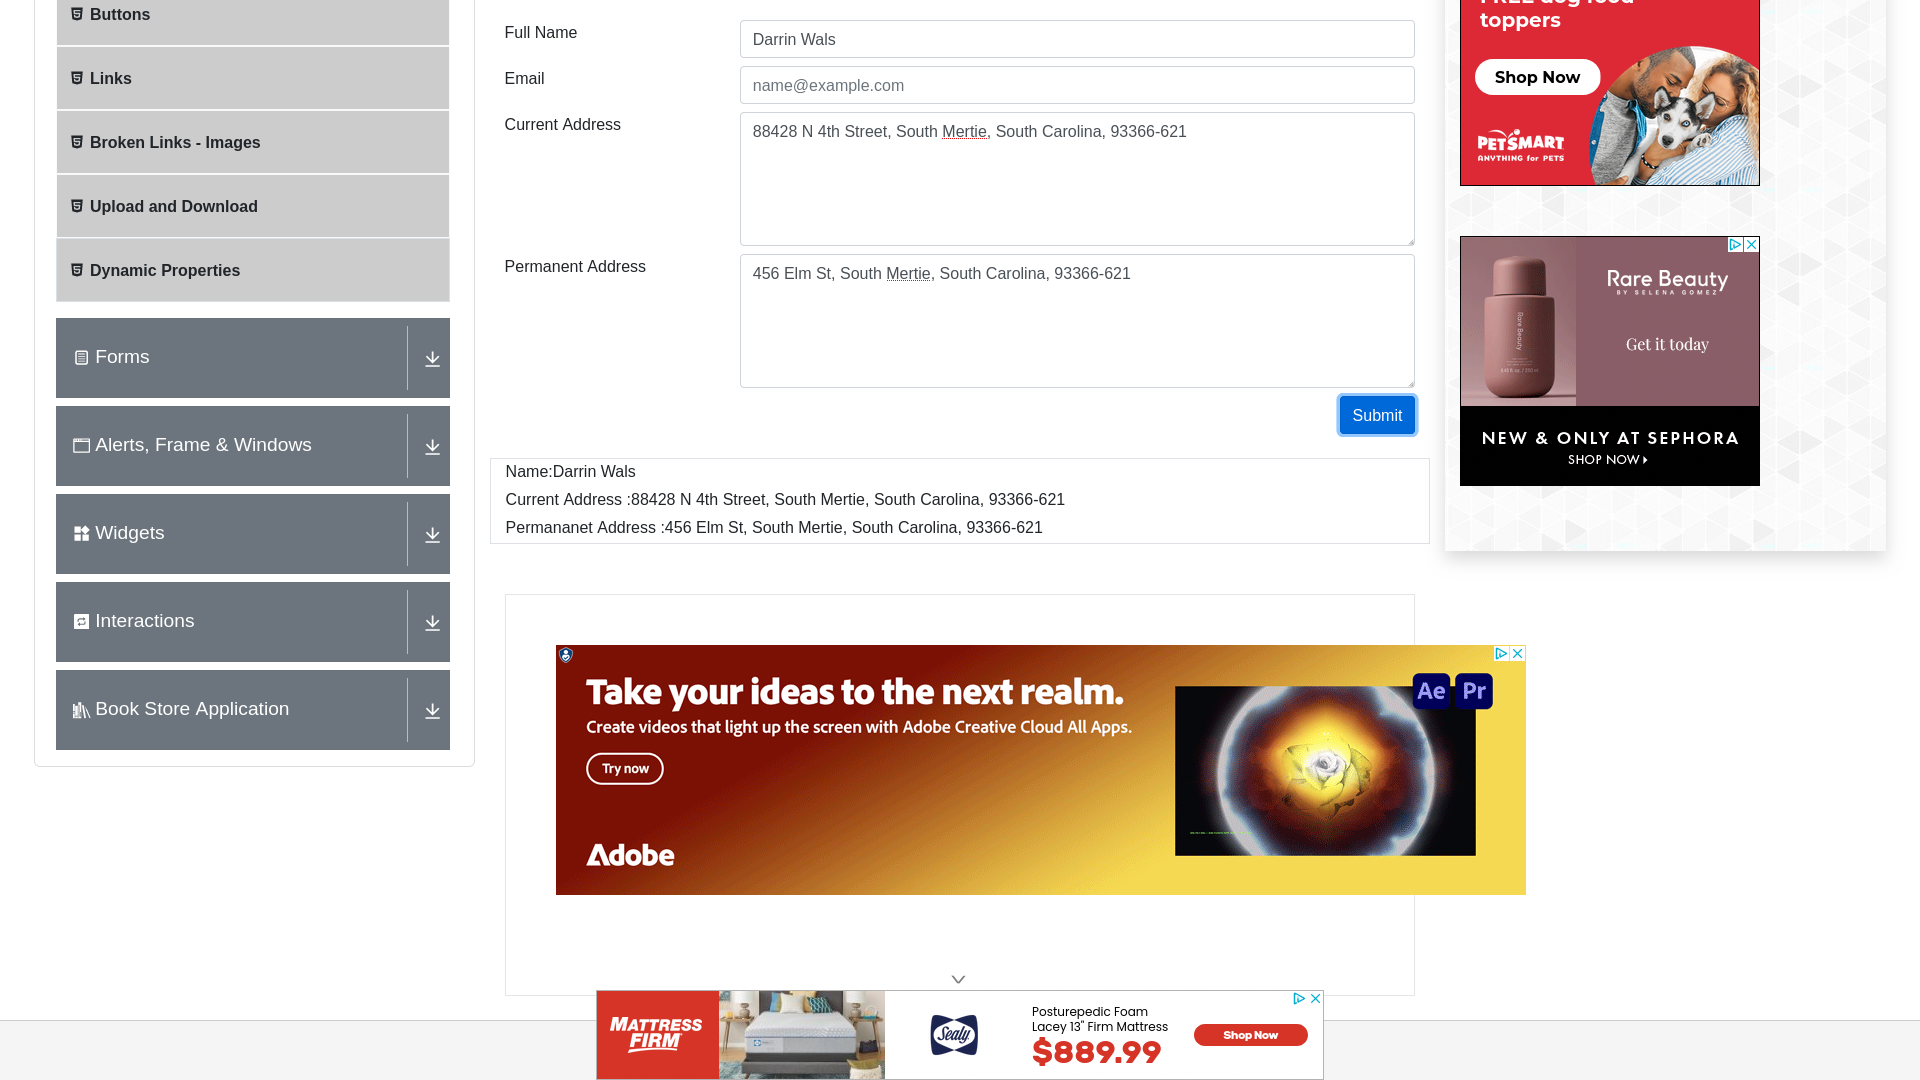 Buttons
Links
Broken Links - Images
Upload and Download
Dynamic Properties
Forms
Alerts, Frame & Windows
Widgets
Interactions
Book Store Application
Full Name
Darrin Wals
Email
name@example.com
Current Address
88428 N 4th Street, South Mertie, South Carolina, 93366-621
Permanent Address
456 Elm St, South Mertie, South Carolina, 93366-621
Submit
Name:Darrin Wals
Current Address :88428 N 4th Street, South Mertie, South Carolina, 93366-621
Permananet Address :456 Elm St, South Mertie, South Carolina, 93366-621
toppers
Shop Now
PETSMART
ANYTHING for PETS
Rare Beauty
Rare Beauty
BY SELENA GOMEZ
Get it today
NEW & ONLY AT SEPHORA
SHOP NOW
Take your ideas to the next realm.
Create videos that light up the screen with Adobe Creative Cloud All Apps.
Try now
Adobe
Ae Pr
MATTRESS
FIRM
Sealy
Posturepedic Foam
Lacey 13" Firm Mattress
$889.99
Shop Now